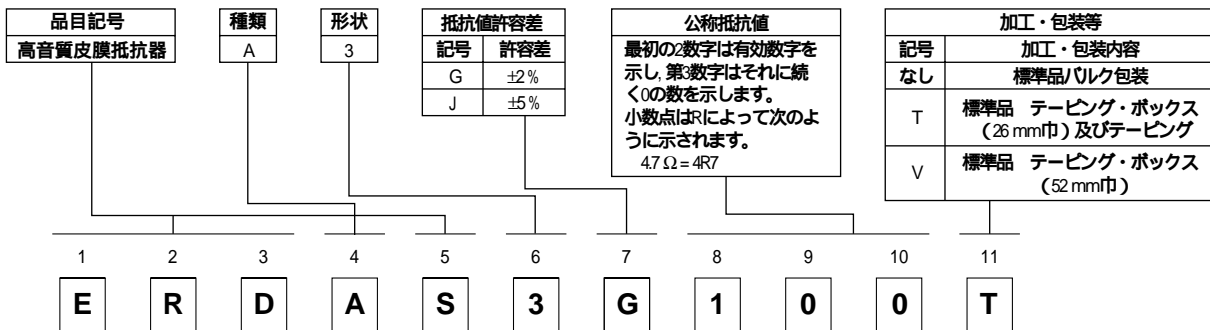 品目記号
高音質皮膜抵抗器
種類
A
形状
3
抵抗値許容差
記号 許容差
G ±2 %
J ±5 %
公称抵抗値
最初の2数字は有効数字を
示し, 第3数字はそれに続
く0の数を示します。
小数点はRによって次のよ
うに示されます。
4.7 Ω = 4R7
加工・包装等
記号 加工・包装内容
なし 標準品バルク包装
T 標準品 テーピング・ボックス
(26 mm巾)及びテーピング
V 標準品 テーピング・ボックス
(52 mm巾)
1 2 3 4 5 6 7 8 9 10 11
E R D A S 3 G 1 0 0 T